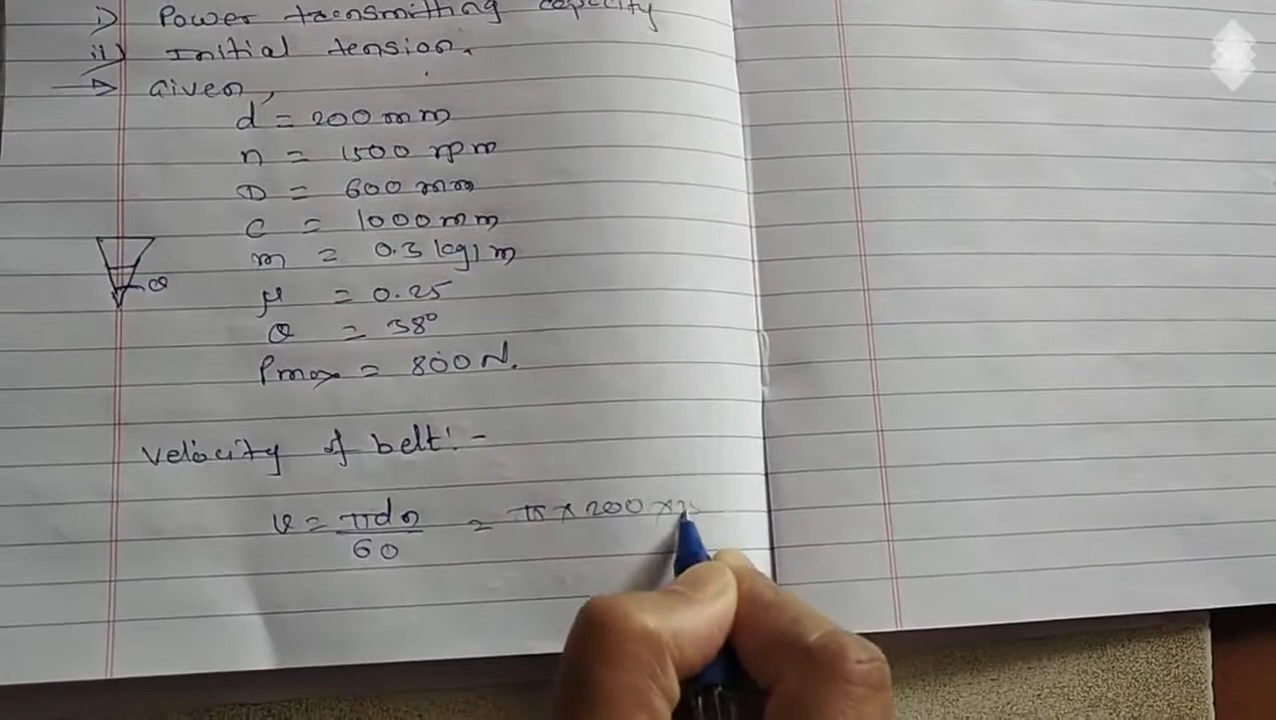 i) Power transmitting capacity
ii) Initial tension.
→ Given,
d = 200 mm
n = 1500 rpm
D = 600 mm
C = 1000 mm
m = 0.3 kg/m
μ = 0.25
θ = 38°
θ
Pmax = 800 N.
Velocity of belt:-
v = πdn / 60 = π × 200 ×